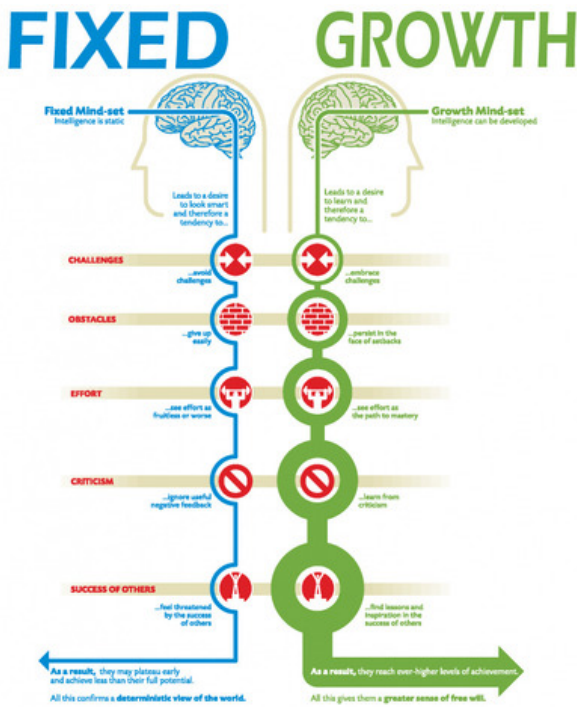 FIXED
GROWTH
Fixed Mind-set
Intelligence is static
Growth Mind-set
Intelligence can be developed
Leads to a desire
to look smart
and therefore a
tendency to...
Leads to a desire
to learn and
therefore a
tendency to...
CHALLENGES
...avoid
challenges
...embrace
challenges
OBSTACLES
...give up
easily
...persist in the
face of setbacks
EFFORT
...see effort as
fruitless or worse
...see effort as
the path to mastery
CRITICISM
...ignore useful
negative feedback
...learn from
criticism
SUCCESS OF OTHERS
...feel threatened
by the success
of others
...find lessons and
inspiration in the
success of others
As a result, they may plateau early
and achieve less than their full potential.
All this confirms a deterministic view of the world.
As a result, they reach ever-higher levels of achievement.
All this gives them a greater sense of free will.